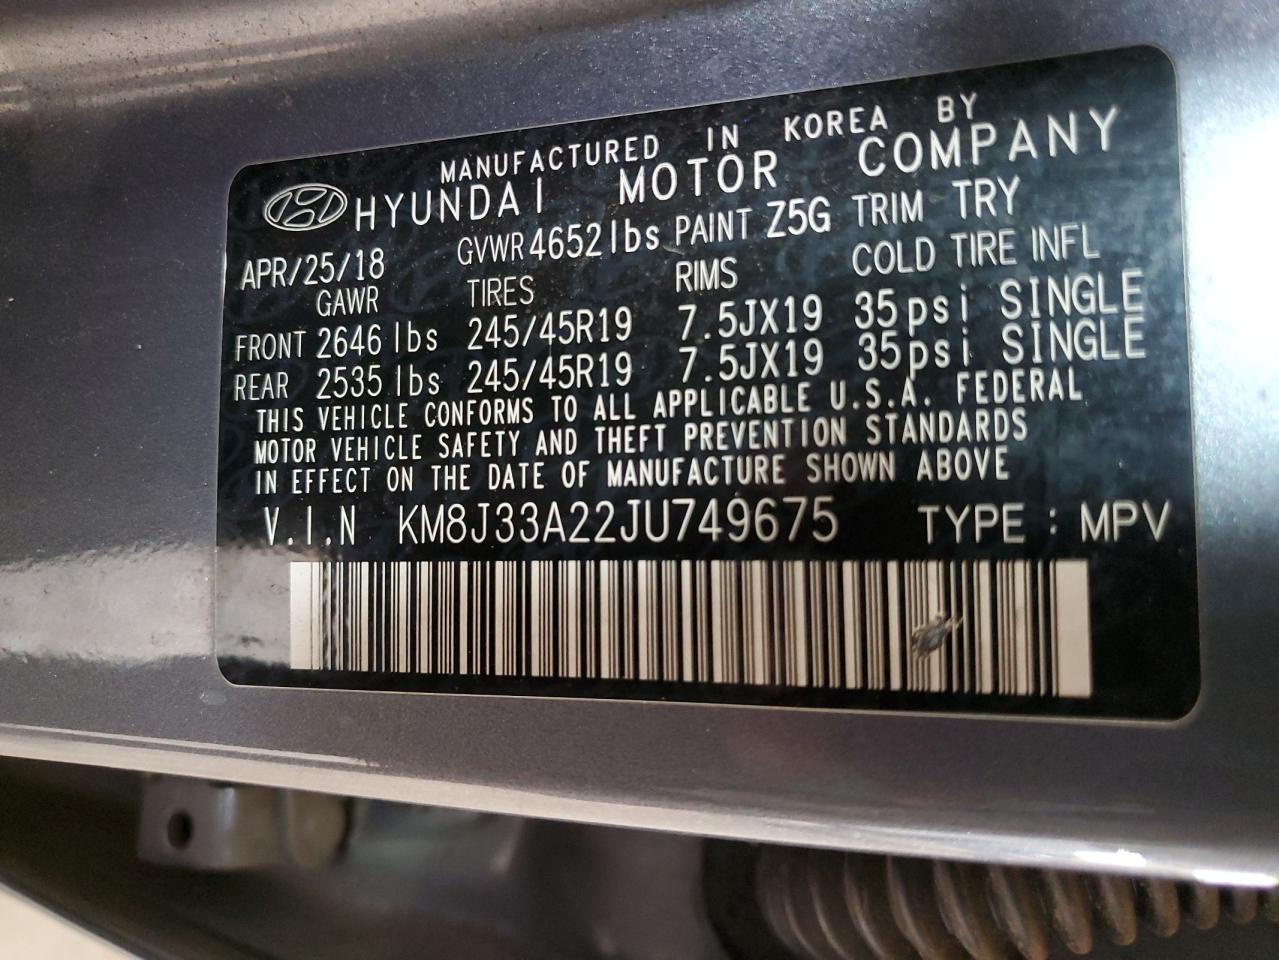 MANUFACTURED IN KOREA BY
HYUNDAI MOTOR COMPANY
APR/25/18 GVWR 4652 lbs PAINT Z5G TRIM TRY
GAWR TIRES RIMS COLD TIRE INFL
FRONT 2646 lbs 245/45R19 7.5JX19 35psi SINGLE
REAR 2535 lbs 245/45R19 7.5JX19 35psi SINGLE
THIS VEHICLE CONFORMS TO ALL APPLICABLE U.S.A. FEDERAL
MOTOR VEHICLE SAFETY AND THEFT PREVENTION STANDARDS
IN EFFECT ON THE DATE OF MANUFACTURE SHOWN ABOVE
V.I.N KM8J33A22JU749675 TYPE : MPV